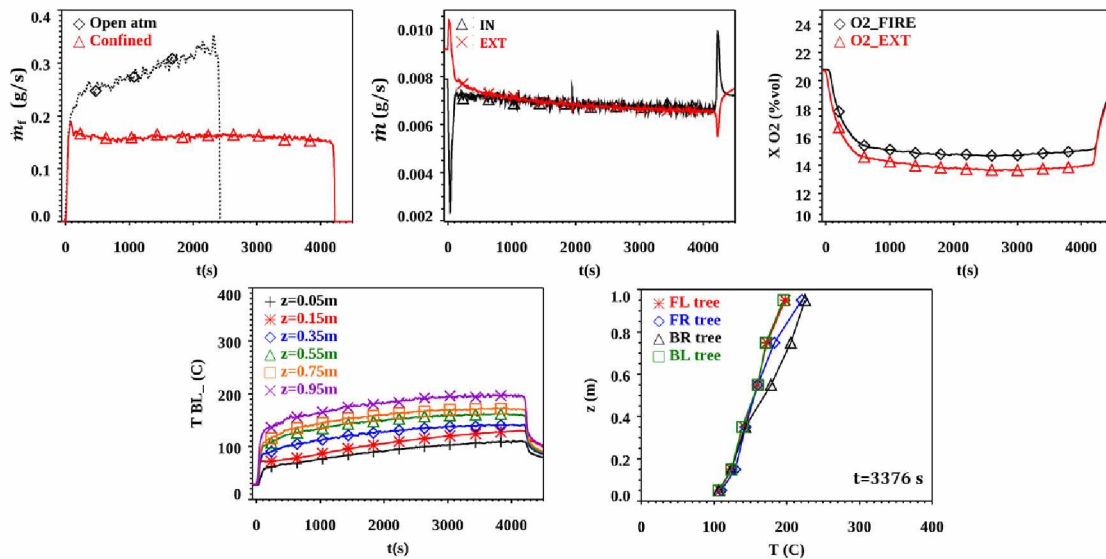 0.4
0.3
0.2
0.1
0.0
ṁf (g/s)
Open atm
Confined
0 1000 2000 3000 4000
t(s)
0.010
0.008
0.006
0.004
0.002
ṁ (g/s)
IN
EXT
0 1000 2000 3000 4000
t(s)
24
22
20
18
16
14
12
10
X O2 (%vol)
O2_FIRE
O2_EXT
0 1000 2000 3000 4000
t(s)
400
300
200
100
0
T BL_ (C)
z=0.05m
z=0.15m
z=0.35m
z=0.55m
z=0.75m
z=0.95m
0 1000 2000 3000 4000
t(s)
1.0
0.8
0.6
0.4
0.2
0.0
z (m)
FL tree
FR tree
BR tree
BL tree
t=3376 s
0 100 200 300 400
T (C)